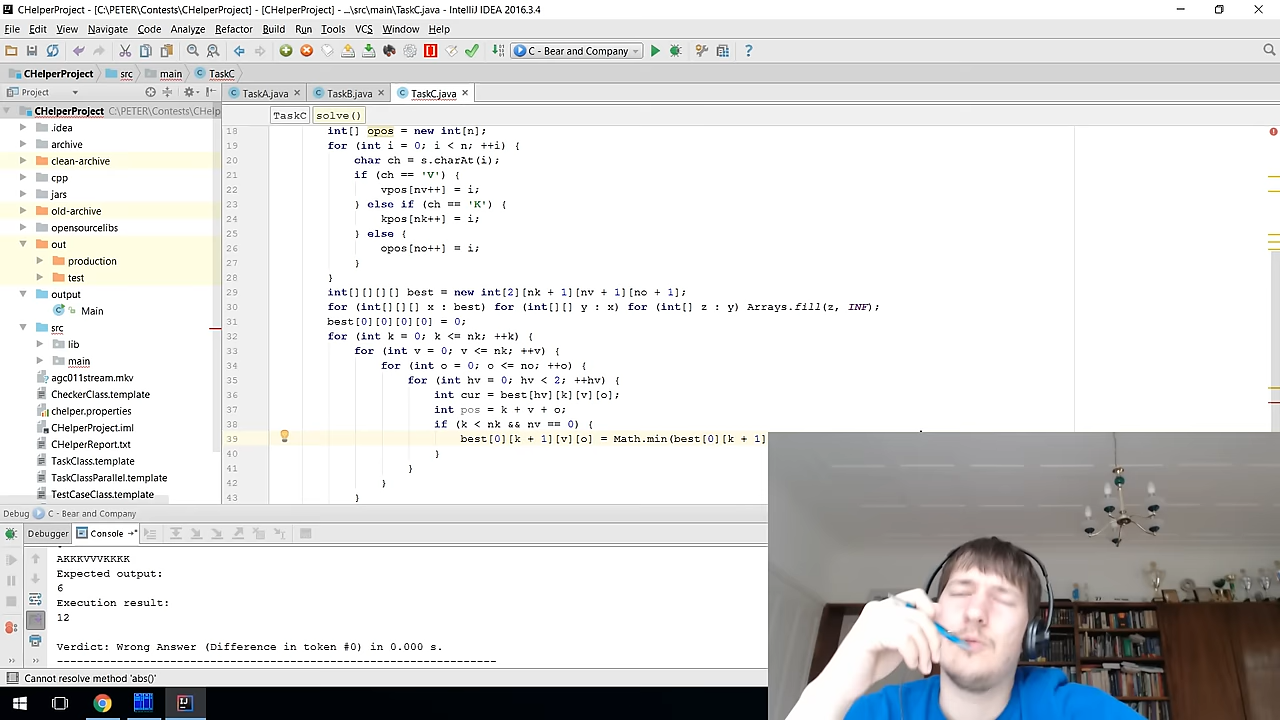 CHelperProject - [C:\PETER\Contests\CHelperProject] - [CHelperProject] - ...\src\main\TaskC.java - IntelliJ IDEA 2016.3.4
File Edit View Navigate Code Analyze Refactor Build Run Tools VCS Window Help
C - Bear and Company
CHelperProject src main TaskC
Project
TaskA.java TaskB.java TaskC.java
CHelperProject C:\PETER\Contests\CHelp
TaskC solve()
.idea
archive
clean-archive
cpp
jars
old-archive
opensourcelibs
out
production
test
output
Main
src
lib
main
agc011stream.mkv
CheckerClass.template
chelper.properties
CHelperProject.iml
CHelperReport.txt
TaskClass.template
TaskClassParallel.template
TestCaseClass.template
18 int[] opos = new int[n];
19 for (int i = 0; i < n; ++i) {
20 char ch = s.charAt(i);
21 if (ch == 'V') {
22 vpos[nv++] = i;
23 } else if (ch == 'K') {
24 kpos[nk++] = i;
25 } else {
26 opos[no++] = i;
27 }
28 }
29 int[][][][] best = new int[2][nk + 1][nv + 1][no + 1];
30 for (int[][][] x : best) for (int[][] y : x) for (int[] z : y) Arrays.fill(z, INF);
31 best[0][0][0][0] = 0;
32 for (int k = 0; k <= nk; ++k) {
33 for (int v = 0; v <= nk; ++v) {
34 for (int o = 0; o <= no; ++o) {
35 for (int hv = 0; hv < 2; ++hv) {
36 int cur = best[hv][k][v][o];
37 int pos = k + v + o;
38 if (k < nk && nv == 0) {
39 best[0][k + 1][v][o] = Math.min(best[0][k + 1]
40 }
41 }
42 }
43 }
Debug C - Bear and Company
Debugger Console
AKKKVVVKKKK
Expected output:
6
Execution result:
12
Verdict: Wrong Answer (Difference in token #0) in 0.000 s.
------------------------------------------------------------------
Cannot resolve method 'abs()'